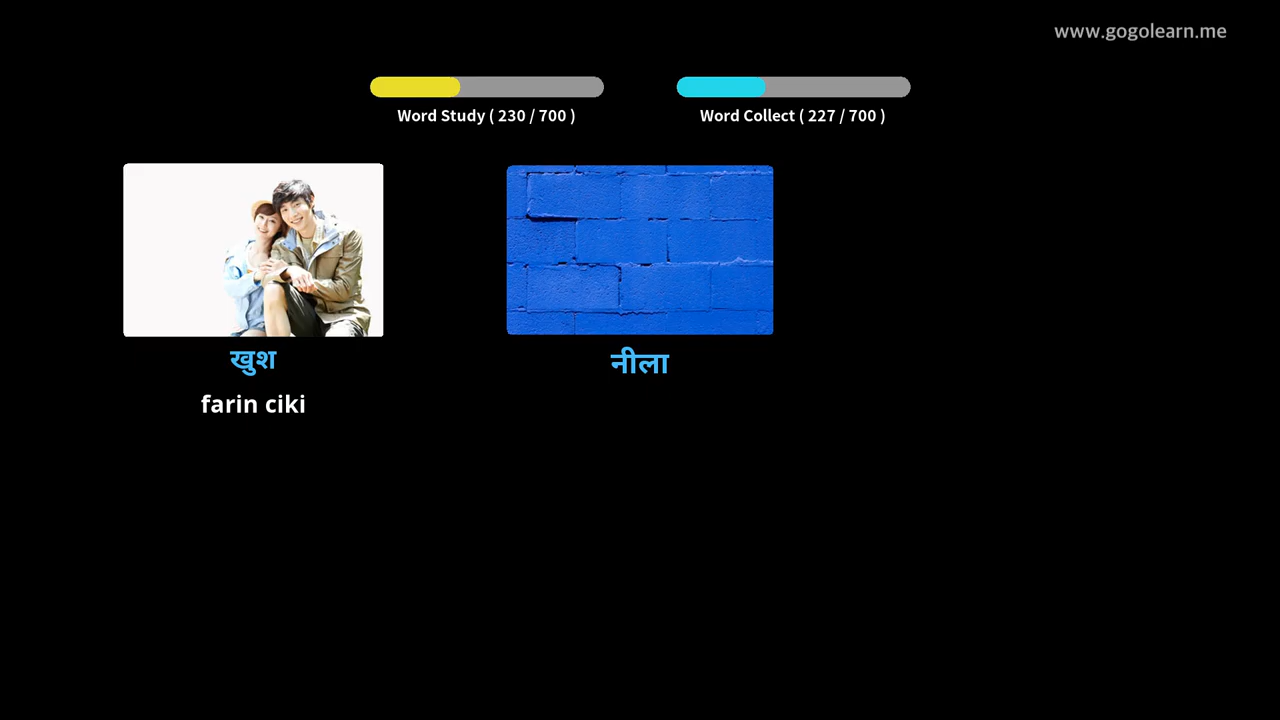 www.gogolearn.me
Word Study ( 230 / 700 )
Word Collect ( 227 / 700 )
खुश
नीला
farin ciki